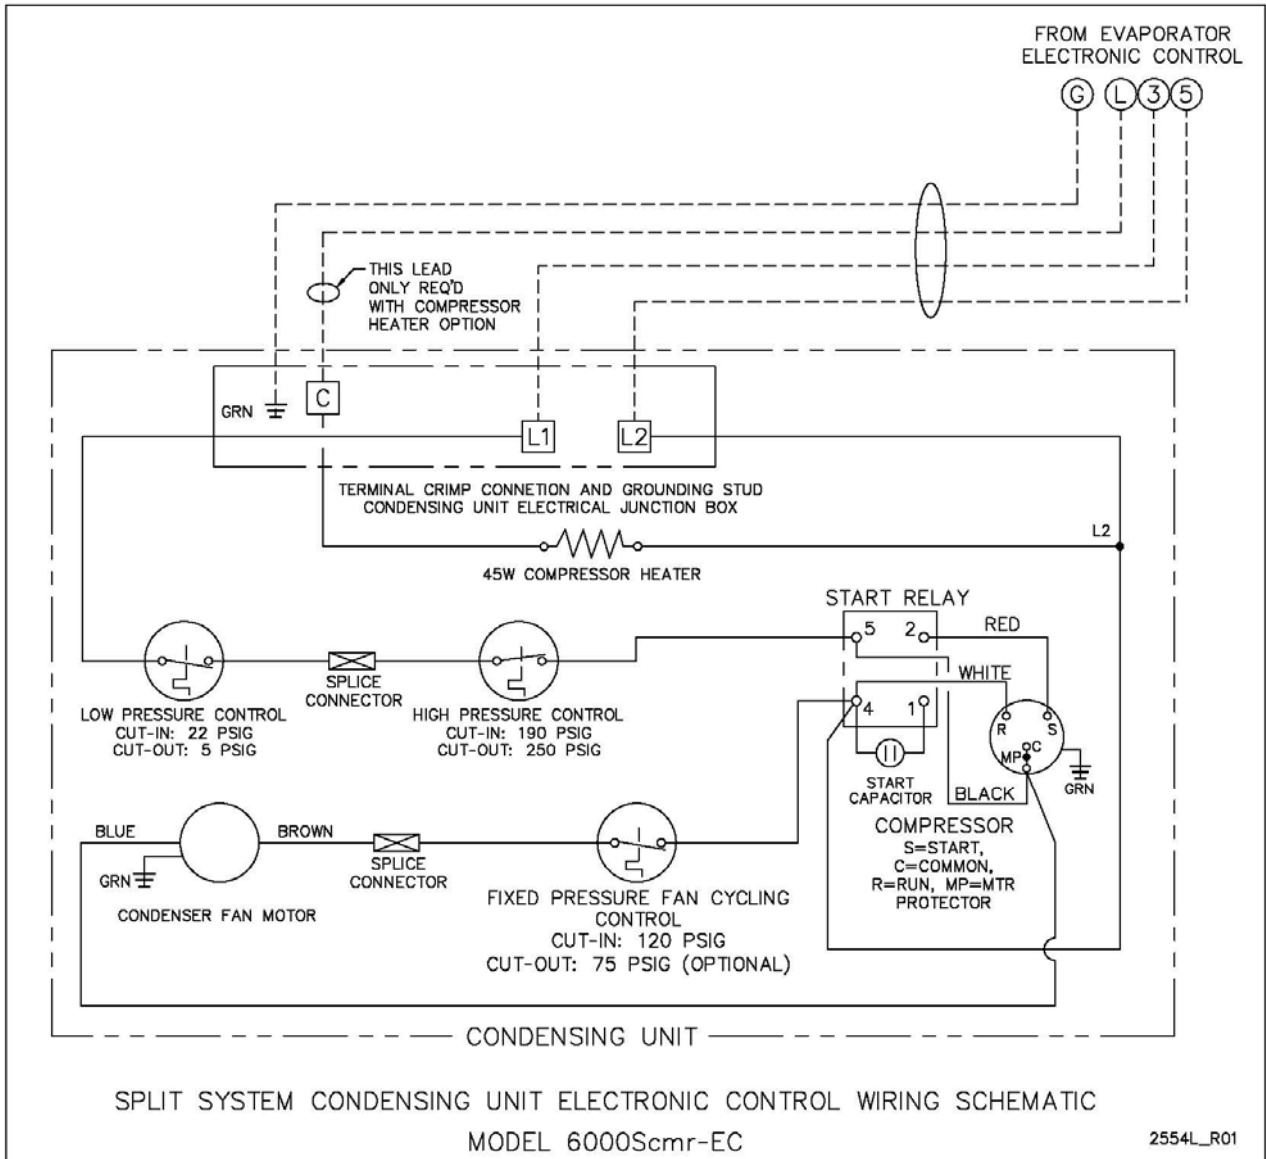 FROM EVAPORATOR
ELECTRONIC CONTROL
G L 3 5
THIS LEAD
ONLY REQ'D
WITH COMPRESSOR
HEATER OPTION
GRN
C
L1
L2
TERMINAL CRIMP CONNETION AND GROUNDING STUD
CONDENSING UNIT ELECTRICAL JUNCTION BOX
L2
45W COMPRESSOR HEATER
START RELAY
5 2
RED
WHITE
4 1
R S
C
MP
GRN
START
CAPACITOR
BLACK
COMPRESSOR
S=START,
C=COMMON,
R=RUN, MP=MTR
PROTECTOR
SPLICE
CONNECTOR
LOW PRESSURE CONTROL
CUT-IN: 22 PSIG
CUT-OUT: 5 PSIG
HIGH PRESSURE CONTROL
CUT-IN: 190 PSIG
CUT-OUT: 250 PSIG
BLUE
BROWN
GRN
SPLICE
CONNECTOR
CONDENSER FAN MOTOR
FIXED PRESSURE FAN CYCLING
CONTROL
CUT-IN: 120 PSIG
CUT-OUT: 75 PSIG (OPTIONAL)
CONDENSING UNIT
SPLIT SYSTEM CONDENSING UNIT ELECTRONIC CONTROL WIRING SCHEMATIC
MODEL 6000Scmr-EC
2554L_R01